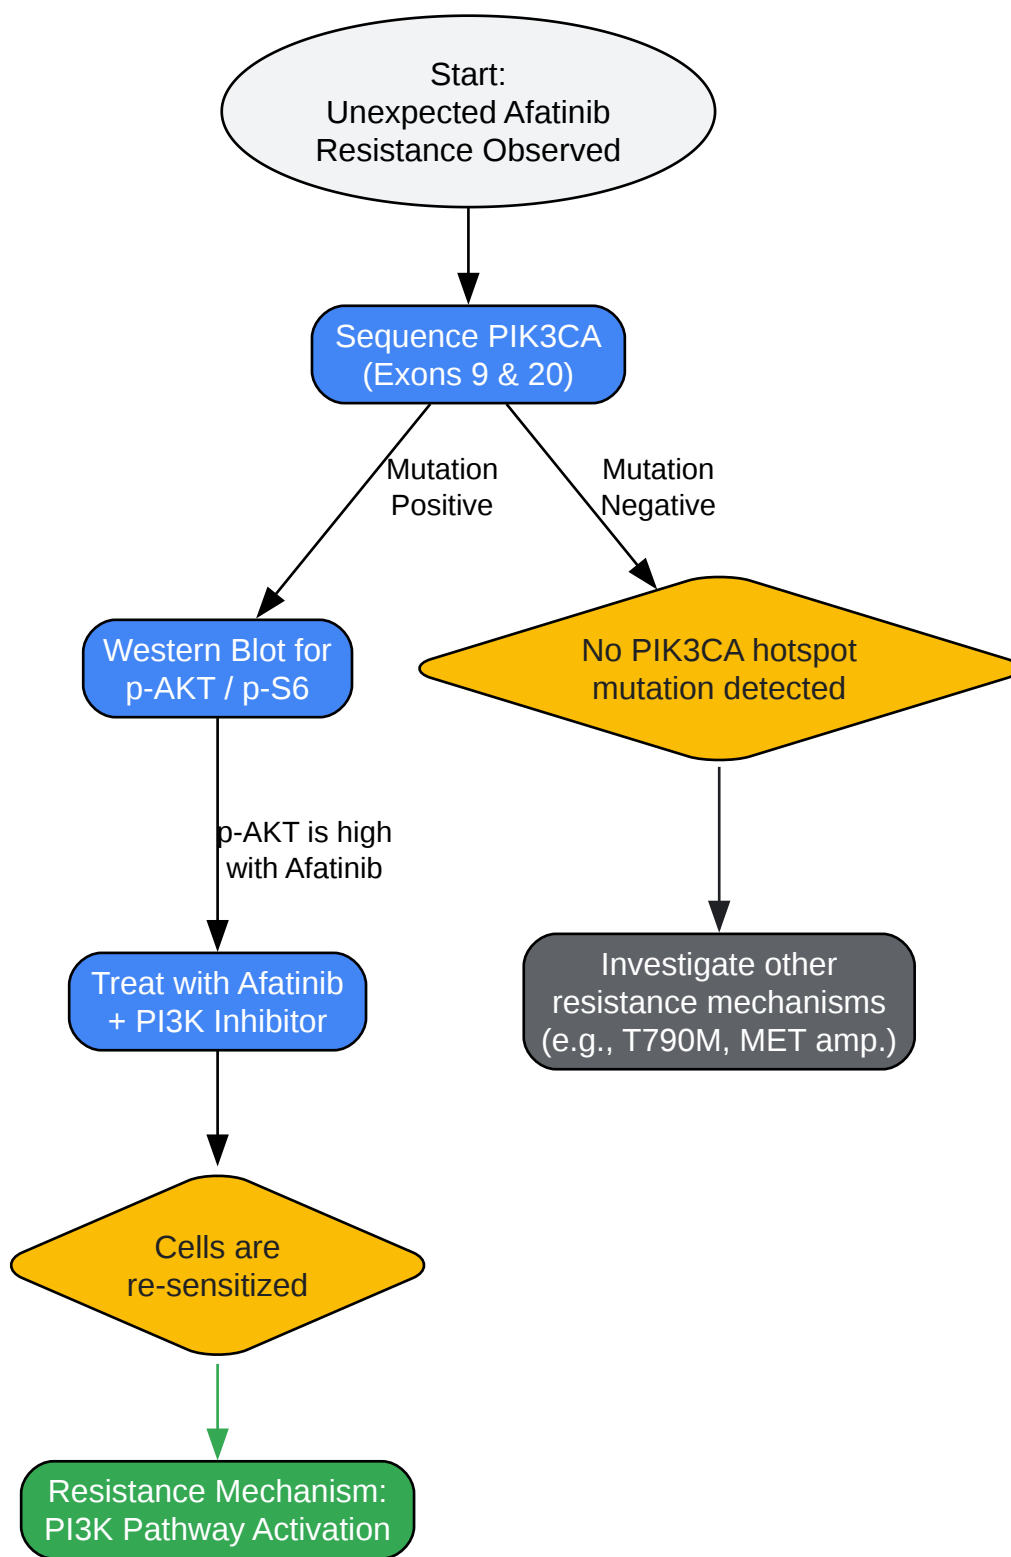 Start:
Unexpected Afatinib
Resistance Observed
Sequence PIK3CA
(Exons 9 & 20)
Mutation
Positive
Mutation
Negative
Western Blot for
p-AKT / p-S6
No PIK3CA hotspot
mutation detected
p-AKT is high
with Afatinib
Treat with Afatinib
+ PI3K Inhibitor
Investigate other
resistance mechanisms
(e.g., T790M, MET amp.)
Cells are
re-sensitized
Resistance Mechanism:
PI3K Pathway Activation